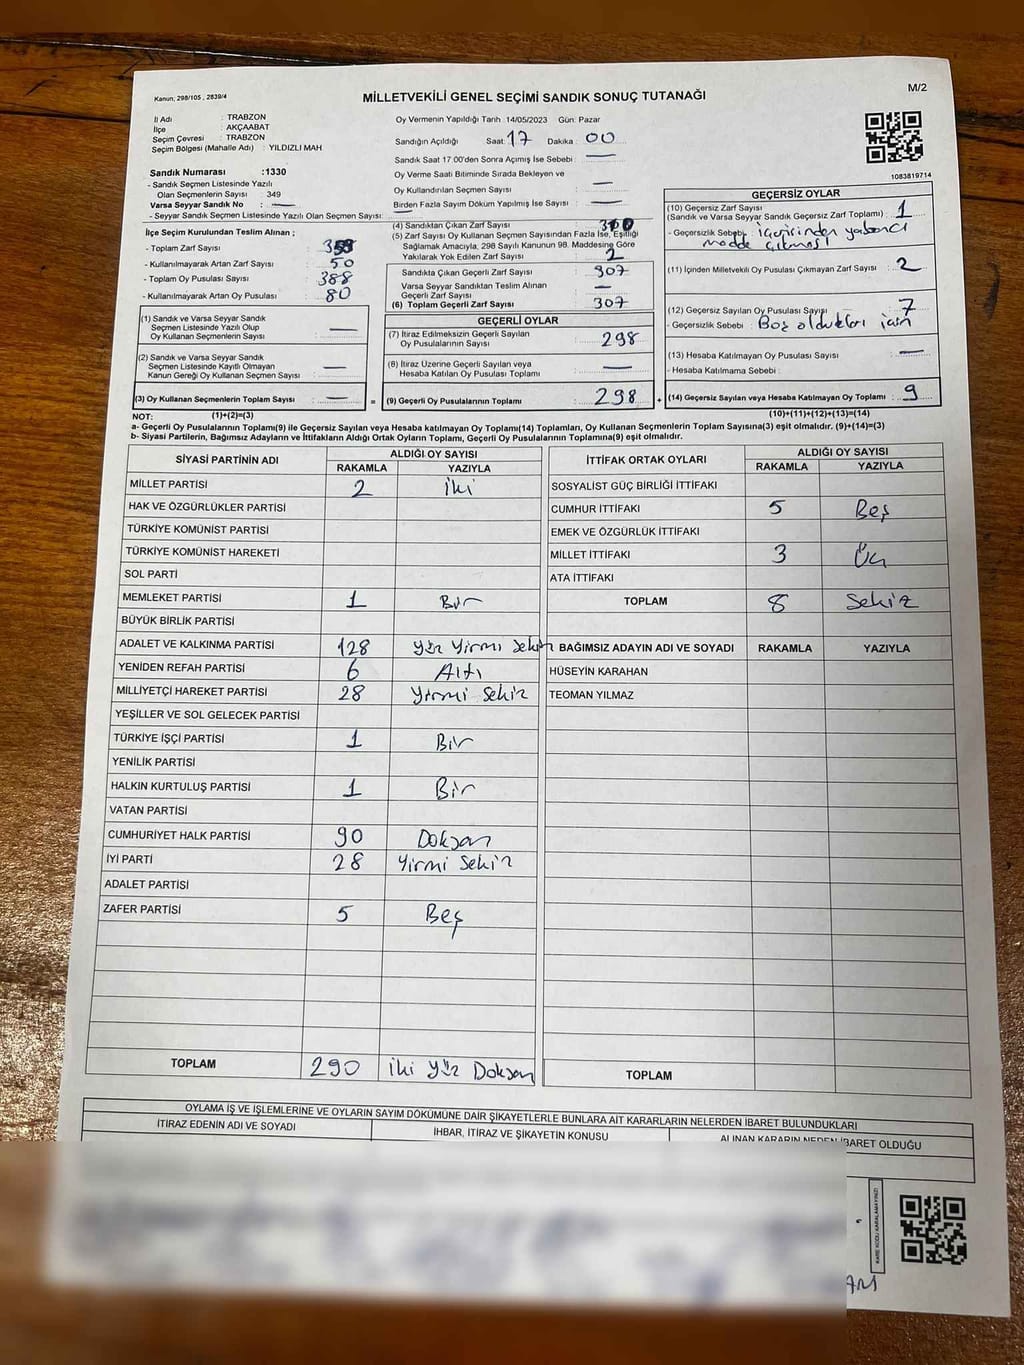 Kanun; 298/105 , 2839/4
M/2
MİLLETVEKİLİ GENEL SEÇİMİ SANDIK SONUÇ TUTANAĞI
İl Adı : TRABZON
İlçe : AKÇAABAT
Seçim Çevresi : TRABZON
Seçim Bölgesi (Mahalle Adı) : YILDIZLI MAH
Oy Vermenin Yapıldığı Tarih :14/05/2023 Gün: Pazar
Sandığın Açıldığı Saat: 17 Dakika : 00
Sandık Saat 17:00'den Sonra Açımış İse Sebebi : —
Oy Verme Saati Bitiminde Sırada Bekleyen ve
Oy Kullandırılan Seçmen Sayısı : —
Birden Fazla Sayım Döküm Yapılmış İse Sayısı : —
1083819714
Sandık Numarası :1330
- Sandık Seçmen Listesinde Yazılı
Olan Seçmenlerin Sayısı : 349
Varsa Seyyar Sandık No : —
- Seyyar Sandık Seçmen Listesinde Yazılı Olan Seçmen Sayısı: —
İlçe Seçim Kurulundan Teslim Alınan ;
- Toplam Zarf Sayısı :
- Kullanılmayarak Artan Zarf Sayısı : 50
- Toplam Oy Pusulası Sayısı : 388
- Kullanılmayarak Artan Oy Pusulası : 80
(4) Sandıktan Çıkan Zarf Sayısı :
(5) Zarf Sayısı Oy Kullanan Seçmen Sayısından Fazla İse, Eşitliği
Sağlamak Amacıyla, 298 Sayılı Kanunun 98. Maddesine Göre
Yakılarak Yok Edilen Zarf Sayısı : 2
Sandıkta Çıkan Geçerli Zarf Sayısı : 307
Varsa Seyyar Sandıktan Teslim Alınan
Geçerli Zarf Sayısı : —
(6) Toplam Geçerli Zarf Sayısı : 307
GEÇERSİZ OYLAR
(10) Geçersiz Zarf Sayısı
(Sandık ve Varsa Seyyar Sandık Geçersiz Zarf Toplamı) : 1
- Geçersizlik Sebebi : içerisinden yabancı
madde çıkması
(11) İçinden Milletvekili Oy Pusulası Çıkmayan Zarf Sayısı : 2
(12) Geçersiz Sayılan Oy Pusulası Sayısı : 7
- Geçersizlik Sebebi : Boş oldukları için
(13) Hesaba Katılmayan Oy Pusulası Sayısı : —
- Hesaba Katılmama Sebebi :
(14) Geçersiz Sayılan veya Hesaba Katılmayan Oy Toplamı : 9
(1) Sandık ve Varsa Seyyar Sandık
Seçmen Listesinde Yazılı Olup
Oy Kullanan Seçmenlerin Sayısı : —
(2) Sandık ve Varsa Seyyar Sandık
Seçmen Listesinde Kayıtlı Olmayan
Kanun Gereği Oy Kullanan Seçmen Sayısı : —
(3) Oy Kullanan Seçmenlerin Toplam Sayısı : — =
GEÇERLİ OYLAR
(7) İtiraz Edilmeksizin Geçerli Sayılan
Oy Pusulalarının Sayısı : 298
(8) İtiraz Üzerine Geçerli Sayılan veya
Hesaba Katılan Oy Pusulası Toplamı : —
(9) Geçerli Oy Pusulalarının Toplamı : 298 +
NOT: (1)+(2)=(3) (10)+(11)+(12)+(13)=(14)
a- Geçerli Oy Pusulalarının Toplamı(9) ile Geçersiz Sayılan veya Hesaba katılmayan Oy Toplamı(14) Toplamları, Oy Kullanan Seçmenlerin Toplam Sayısına(3) eşit olmalıdır. (9)+(14)=(3)
b- Siyasi Partilerin, Bağımsız Adayların ve İttifakların Aldığı Ortak Oyların Toplamı, Geçerli Oy Pusulalarının Toplamına(9) eşit olmalıdır.
SİYASİ PARTİNİN ADI ALDIĞI OY SAYISI
RAKAMLA YAZIYLA
MİLLET PARTİSİ 2 iki
HAK VE ÖZGÜRLÜKLER PARTİSİ
TÜRKİYE KOMÜNİST PARTİSİ
TÜRKİYE KOMÜNİST HAREKETİ
SOL PARTİ
MEMLEKET PARTİSİ 1 Bir
BÜYÜK BİRLİK PARTİSİ
ADALET VE KALKINMA PARTİSİ 128 Yüz Yirmi Sekiz
YENİDEN REFAH PARTİSİ 6 Altı
MİLLİYETÇİ HAREKET PARTİSİ 28 Yirmi Sekiz
YEŞİLLER VE SOL GELECEK PARTİSİ
TÜRKİYE İŞÇİ PARTİSİ 1 Bir
YENİLİK PARTİSİ
HALKIN KURTULUŞ PARTİSİ 1 Bir
VATAN PARTİSİ
CUMHURİYET HALK PARTİSİ 90 Doksan
İYİ PARTİ 28 Yirmi Sekiz
ADALET PARTİSİ
ZAFER PARTİSİ 5 Beş
TOPLAM 290 iki Yüz Doksan
İTTİFAK ORTAK OYLARI ALDIĞI OY SAYISI
RAKAMLA YAZIYLA
SOSYALİST GÜÇ BİRLİĞİ İTTİFAKI
CUMHUR İTTİFAKI 5 Beş
EMEK VE ÖZGÜRLÜK İTTİFAKI
MİLLET İTTİFAKI 3 Üç
ATA İTTİFAKI
TOPLAM 8 Sekiz
BAĞIMSIZ ADAYIN ADI VE SOYADI RAKAMLA YAZIYLA
HÜSEYİN KARAHAN
TEOMAN YILMAZ
TOPLAM
OYLAMA İŞ VE İŞLEMLERİNE VE OYLARIN SAYIM DÖKÜMÜNE DAİR ŞİKAYETLERLE BUNLARA AİT KARARLARIN NELERDEN İBARET BULUNDUKLARI
İTİRAZ EDENİN ADI VE SOYADI İHBAR, İTİRAZ VE ŞİKAYETİN KONUSU ALINAN KARARIN NEDEN İBARET OLDUĞU
KARE KODU KARALAMAYINIZ!